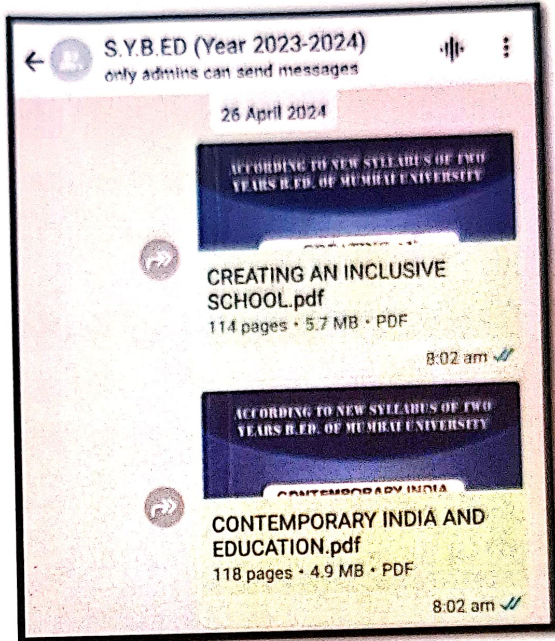 S.Y.B.ED (Year 2023-2024)
only admins can send messages
26 April 2024
ACCORDING TO NEW SYLLABUS OF TWO
YEARS B.ED. OF MUMBAI UNIVERSITY
CREATING AN INCLUSIVE
SCHOOL.pdf
114 pages • 5.7 MB • PDF
8:02 am
ACCORDING TO NEW SYLLABUS OF TWO
YEARS B.ED. OF MUMBAI UNIVERSITY
CONTEMPORARY INDIA
CONTEMPORARY INDIA AND
EDUCATION.pdf
118 pages • 4.9 MB • PDF
8:02 am